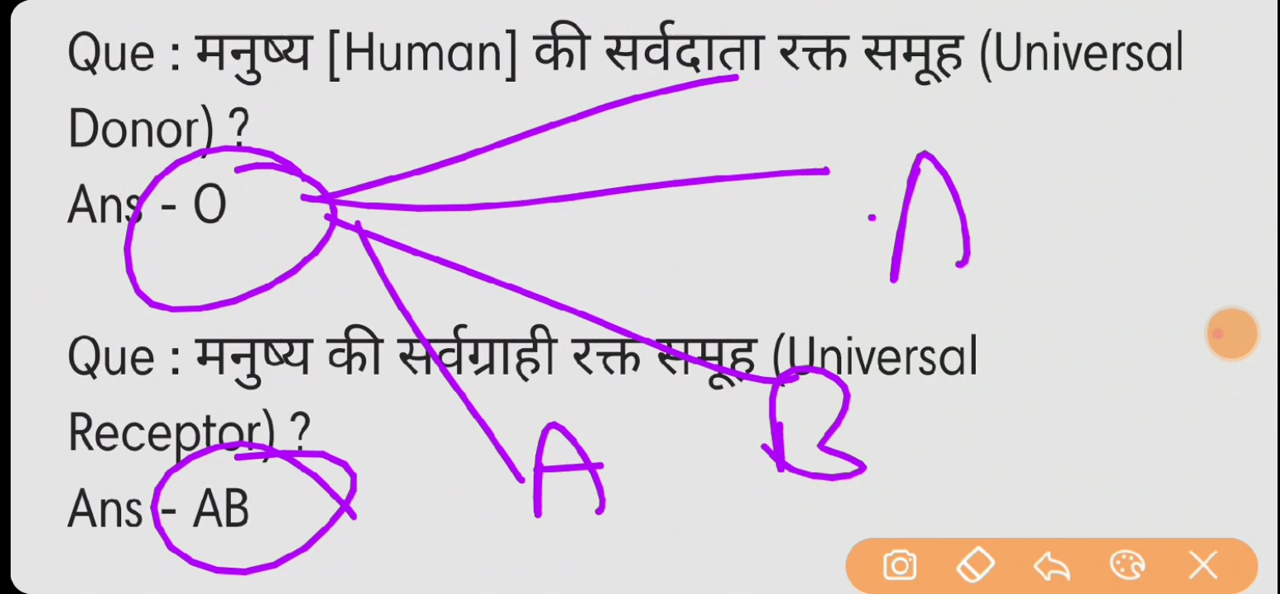 Que : मनुष्य [Human] की सर्वदाता रक्त समूह (Universal
Donor) ?
Ans - O
A
Que : मनुष्य की सर्वग्राही रक्त समूह (Universal
Receptor) ?
B
A
Ans - AB